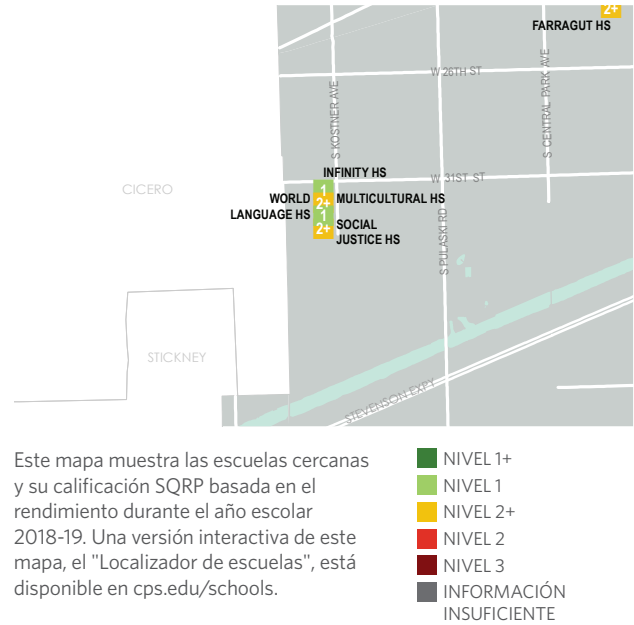 2+
FARRAGUT HS
W 26TH ST
S KOSTNER AVE
S CENTRAL PARK AVE
INFINITY HS
W 31ST ST
CICERO
1
WORLD
LANGUAGE HS
2+
MULTICULTURAL HS
1
2+
SOCIAL
JUSTICE HS
S PULASKI RD
STICKNEY
STEVENSON EXPY
Este mapa muestra las escuelas cercanas
y su calificación SQRP basada en el
rendimiento durante el año escolar
2018-19. Una versión interactiva de este
mapa, el "Localizador de escuelas", está
disponible en cps.edu/schools.
NIVEL 1+
NIVEL 1
NIVEL 2+
NIVEL 2
NIVEL 3
INFORMACIÓN
INSUFICIENTE